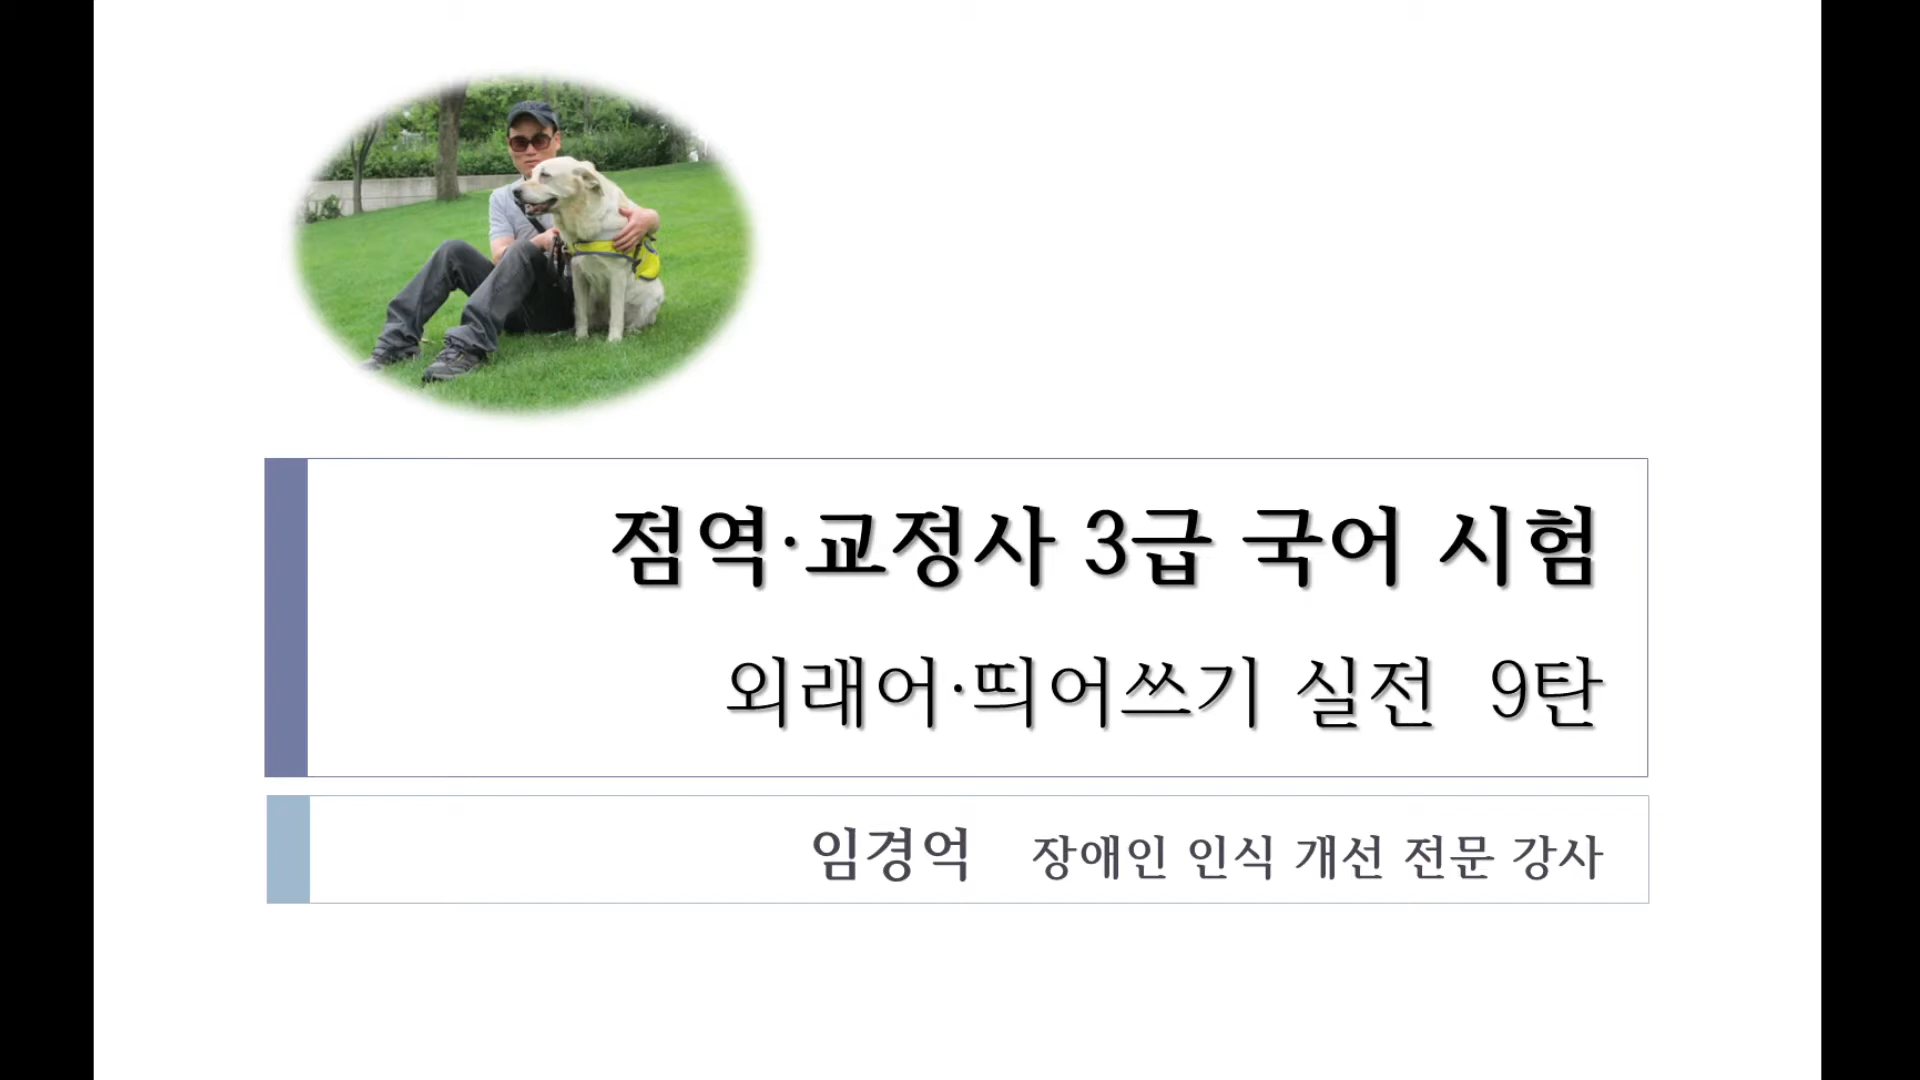 점역·교정사 3급 국어 시험
외래어·띄어쓰기 실전 9탄
임경억 장애인 인식 개선 전문 강사